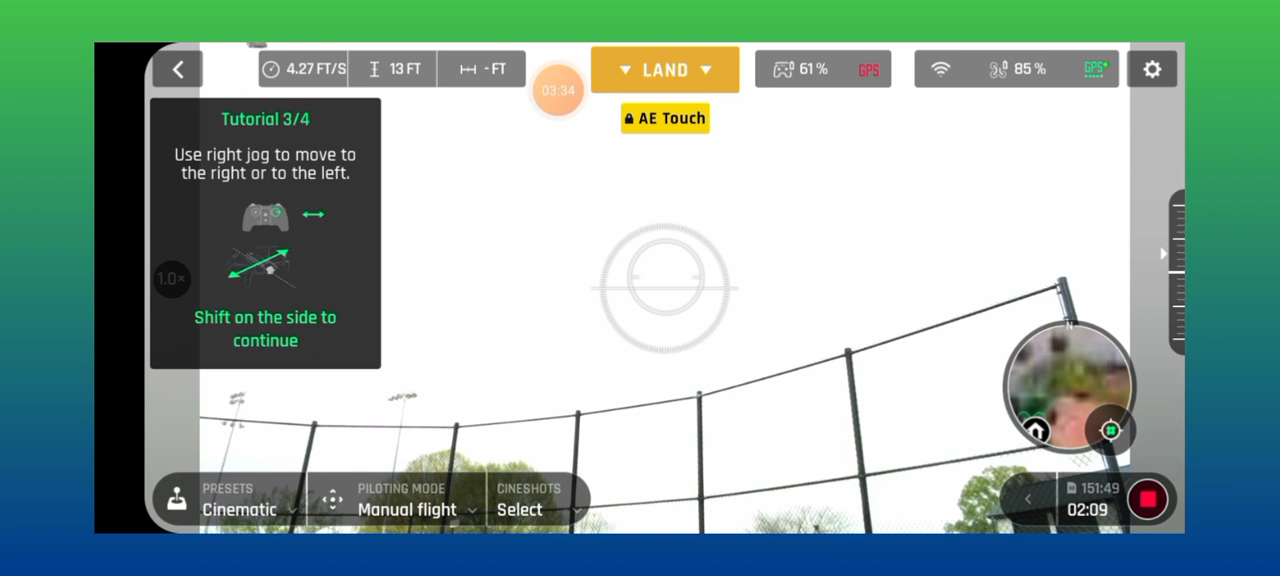 4.27 FT/S
13 FT
- FT
03:34
LAND
61 %
GPS
85 %
GPS
AE Touch
Tutorial 3/4
Use right jog to move to
the right or to the left.
1.0×
Shift on the side to
continue
N
PRESETS
Cinematic
PILOTING MODE
Manual flight
CINESHOTS
Select
151:49
02:09